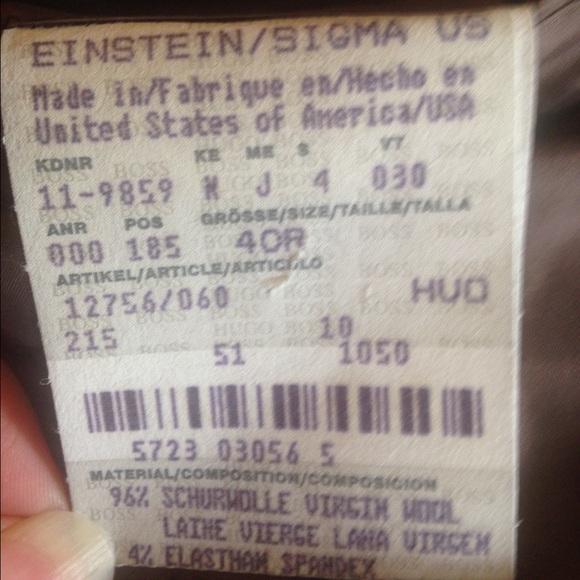 EINSTEIN/SIGMA US
Made in/Fabrique en/Hecho en
United States of America/USA
KDNR KE ME S VT
11-9859 N J 4 030
ANR POS GRÖSSE/SIZE/TAILLE/TALLA
000 185 40R
ARTIKEL/ARTICLE/ARTICULO
12756/060 HUO
215 10
51 1050
5723 03056 5
MATERIAL/COMPOSITION/COMPOSICION
96% SCHURWOLLE VIRGIN WOOL
LAINE VIERGE LANA VIRGEN
4% ELASTHAN SPANDEX